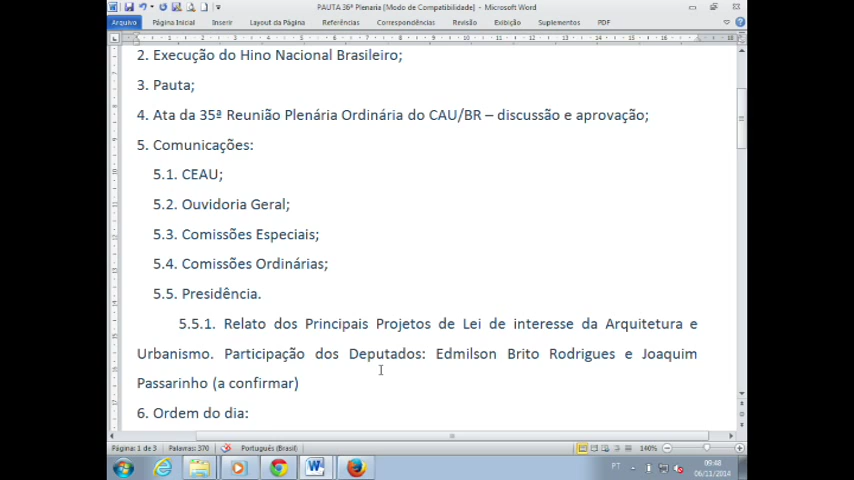 PAUTA 36ª Plenaria [Modo de Compatibilidade] - Microsoft Word
Arquivo Página Inicial Inserir Layout da Página Referências Correspondências Revisão Exibição Suplementos PDF
2. Execução do Hino Nacional Brasileiro;
3. Pauta;
4. Ata da 35ª Reunião Plenária Ordinária do CAU/BR – discussão e aprovação;
5. Comunicações:
5.1. CEAU;
5.2. Ouvidoria Geral;
5.3. Comissões Especiais;
5.4. Comissões Ordinárias;
5.5. Presidência.
5.5.1. Relato dos Principais Projetos de Lei de interesse da Arquitetura e
Urbanismo. Participação dos Deputados: Edmilson Brito Rodrigues e Joaquim
Passarinho (a confirmar)
6. Ordem do dia:
Página: 1 de 3 Palavras: 370 Português (Brasil) 140%
PT 09:48
06/11/2014